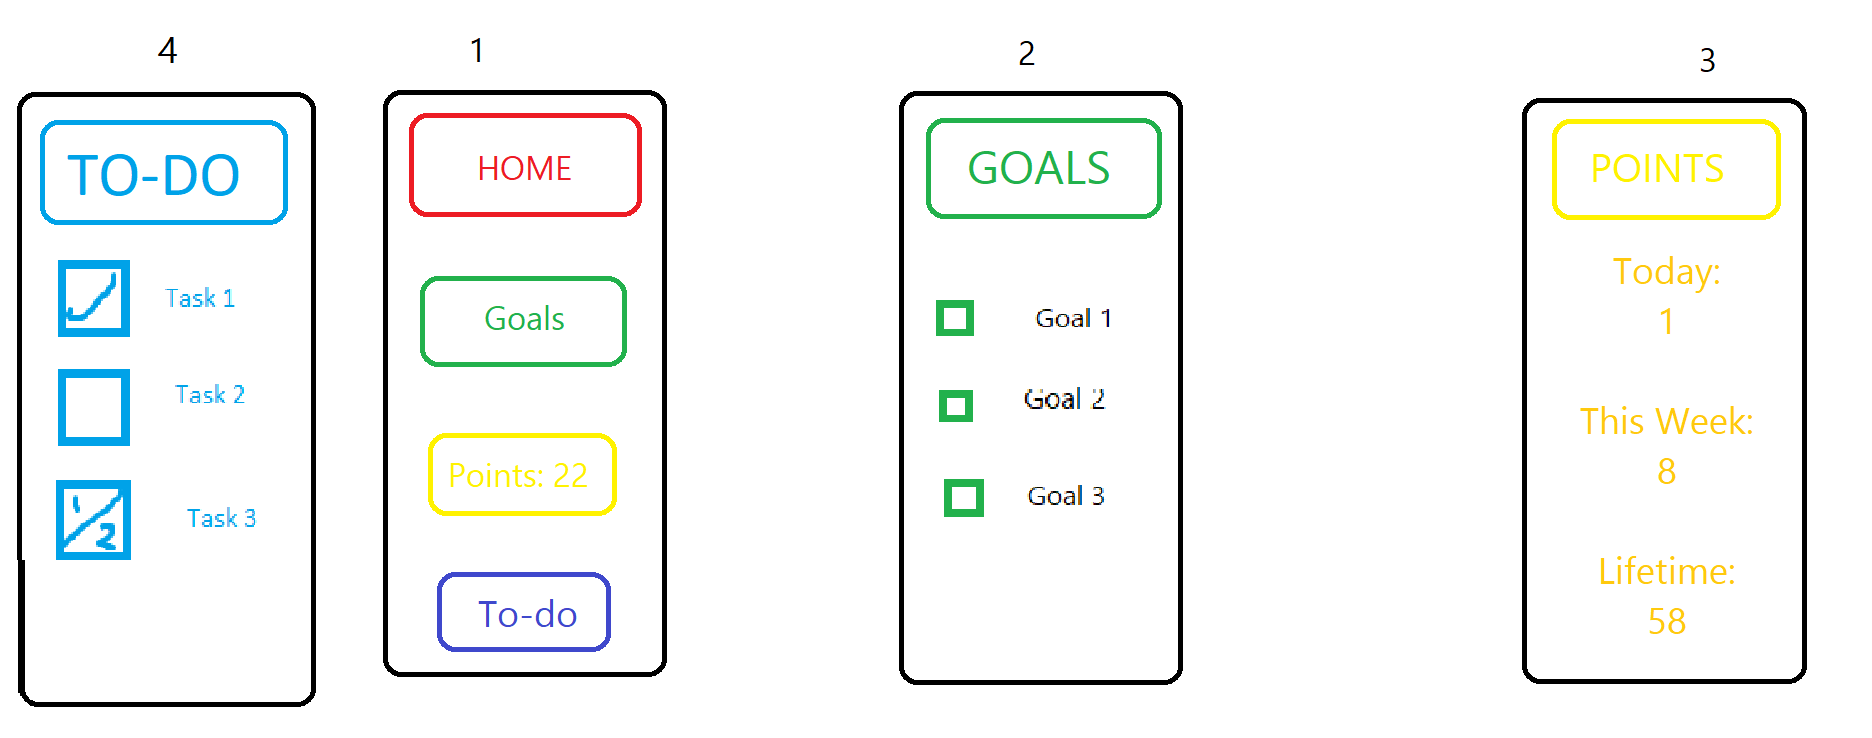 4
TO-DO
Task 1
Task 2
1/2
Task 3
1
HOME
Goals
Points: 22
To-do
2
GOALS
Goal 1
Goal 2
Goal 3
3
POINTS
Today:
1
This Week:
8
Lifetime:
58